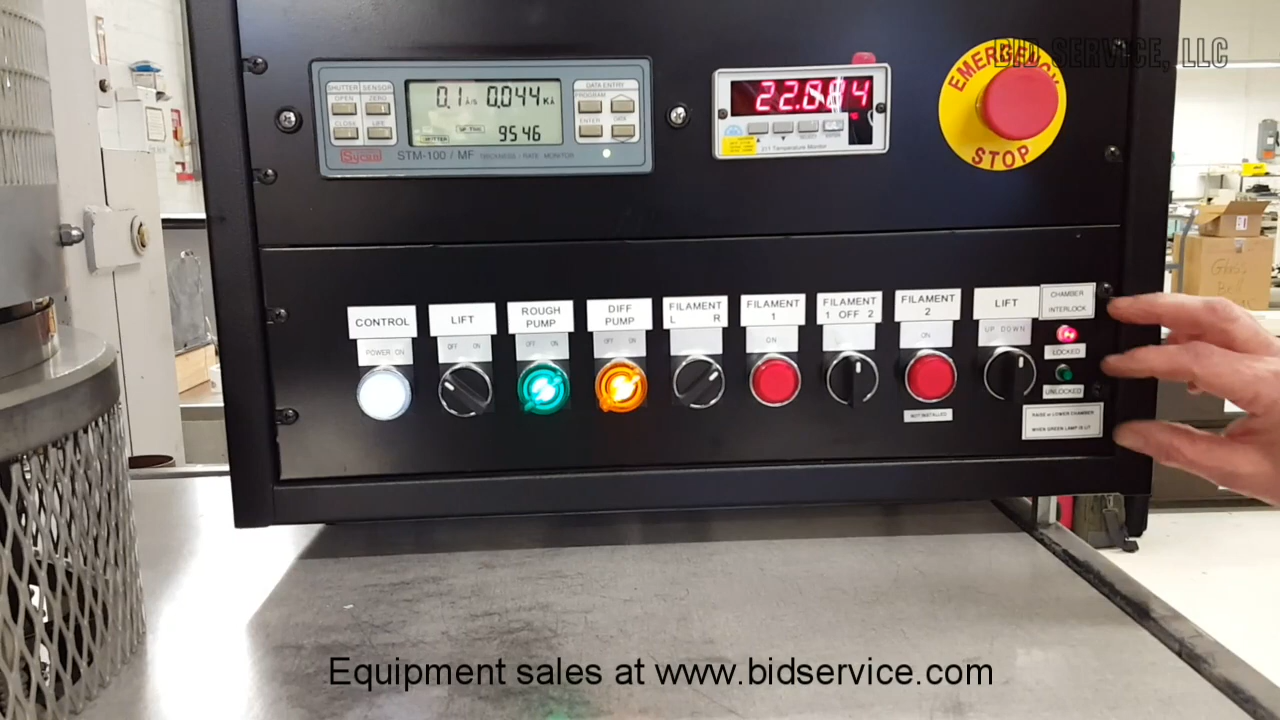 BID SERVICE, LLC
EMERGENCY
STOP
SHUTTER SENSOR
OPEN ZERO
CLOSE LIFE
0.1 Å/S 0.044 KÅ
9546
DATA ENTRY
PROGRAM
ENTER
Sycon STM-100 / MF THICKNESS / RATE MONITOR
Temperature Monitor
CONTROL
POWER ON
LIFT
OFF ON
ROUGH
PUMP
OFF ON
DIFF
PUMP
OFF ON
FILAMENT
L R
FILAMENT
1
ON
FILAMENT
1 OFF 2
FILAMENT
2
ON
NOT INSTALLED
LIFT
UP DOWN
CHAMBER
INTERLOCK
LOCKED
UNLOCKED
RAISE or LOWER CHAMBER
WHEN GREEN LAMP IS LIT
Glass
Equipment sales at www.bidservice.com